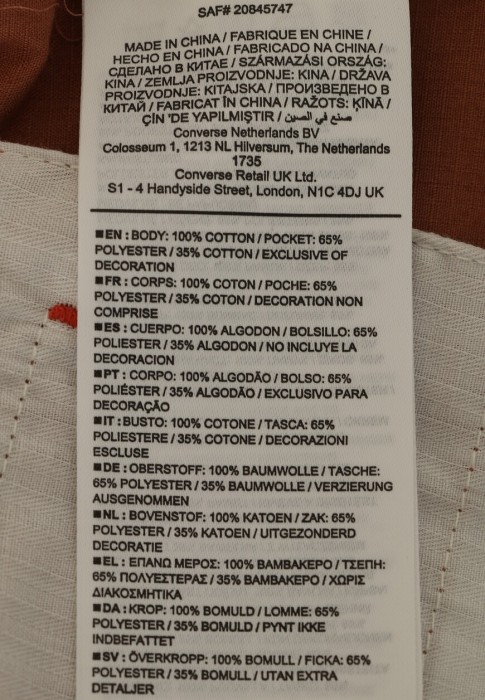 SAF# 20845747
MADE IN CHINA / FABRIQUE EN CHINE /
HECHO EN CHINA / FABRICADO NA CHINA /
СДЕЛАНО В КИТАЕ / SZÁRMAZÁSI ORSZÁG:
KÍNA / ZEMLJA PROIZVODNJE: KINA / DRŽAVA
PROIZVODNJE: KITAJSKA / ПРОИЗВЕДЕНО В
КИТАЙ / FABRICAT ÎN CHINA / RAŽOTS: ĶĪNĀ /
ÇİN 'DE YAPILMIŞTIR / صنع في الصين
Converse Netherlands BV
Colosseum 1, 1213 NL Hilversum, The Netherlands
1735
Converse Retail UK Ltd.
S1 - 4 Handyside Street, London, N1C 4DJ UK
■EN : BODY: 100% COTTON / POCKET: 65%
POLYESTER / 35% COTTON / EXCLUSIVE OF
DECORATION
■FR : CORPS: 100% COTON / POCHE: 65%
POLYESTER / 35% COTON / DECORATION NON
COMPRISE
■ES : CUERPO: 100% ALGODON / BOLSILLO: 65%
POLIESTER / 35% ALGODON / NO INCLUYE LA
DECORACION
■PT : CORPO: 100% ALGODÃO / BOLSO: 65%
POLIÉSTER / 35% ALGODÃO / EXCLUSIVO PARA
DECORAÇÃO
■IT : BUSTO: 100% COTONE / TASCA: 65%
POLIESTERE / 35% COTONE / DECORAZIONI
ESCLUSE
■DE : OBERSTOFF: 100% BAUMWOLLE / TASCHE:
65% POLYESTER / 35% BAUMWOLLE / VERZIERUNG
AUSGENOMMEN
■NL : BOVENSTOF: 100% KATOEN / ZAK: 65%
POLYESTER / 35% KATOEN / UITGEZONDERD
DECORATIE
■EL : ΕΠΑΝΩ ΜΕΡΟΣ: 100% ΒΑΜΒΑΚΕΡΟ / ΤΣΕΠΗ:
65% ΠΟΛΥΕΣΤΕΡΑΣ / 35% ΒΑΜΒΑΚΕΡΟ / ΧΩΡΙΣ
ΔΙΑΚΟΣΜΗΤΙΚΑ
■DA : KROP: 100% BOMULD / LOMME: 65%
POLYESTER / 35% BOMULD / PYNT IKKE
INDBEFATTET
■SV : ÖVERKROPP: 100% BOMULL / FICKA: 65%
POLYESTER / 35% BOMULL / UTAN EXTRA
DETALJER